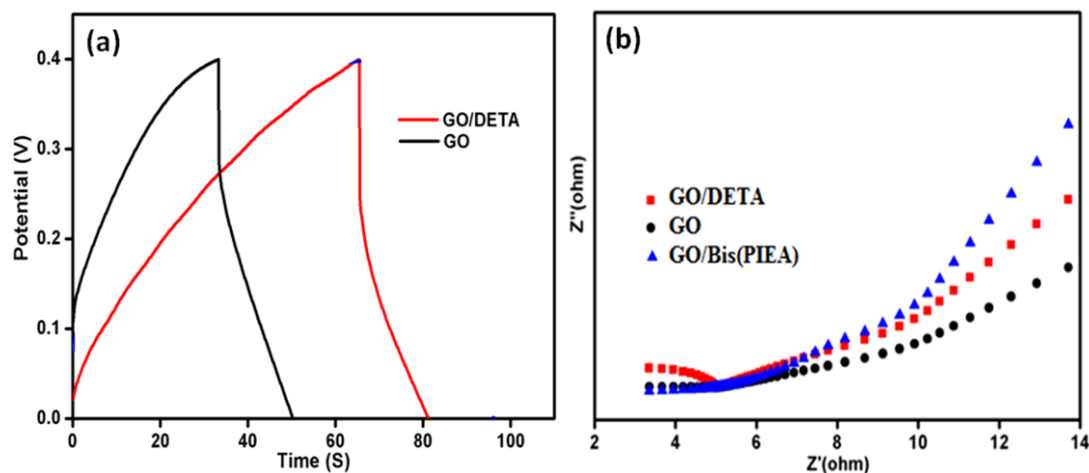 (a)
0.4
0.3
0.2
0.1
0.0
Potential (V)
GO/DETA
GO
0 20 40 60 80 100
Time (S)
(b)
Z''(ohm)
GO/DETA
GO
GO/Bis(PIEA)
2 4 6 8 10 12 14
Z'(ohm)